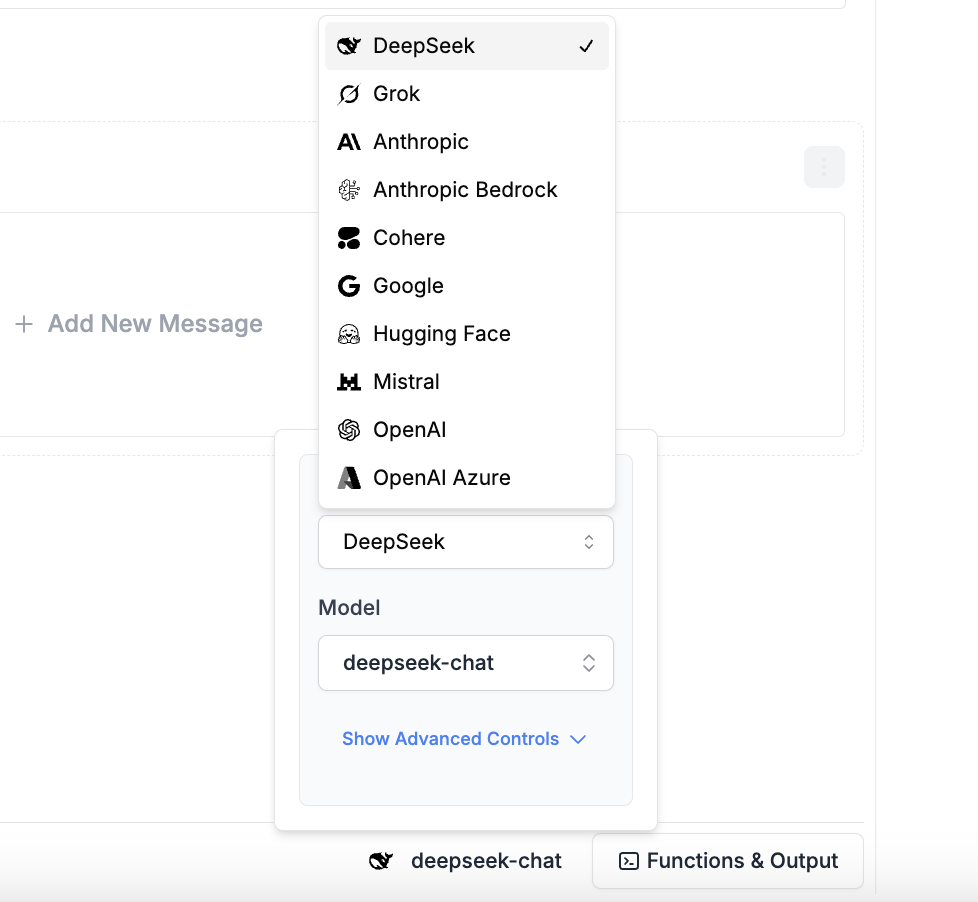 DeepSeek
Grok
Anthropic
Anthropic Bedrock
Cohere
Google
Hugging Face
Mistral
OpenAI
OpenAI Azure
+ Add New Message
DeepSeek
Model
deepseek-chat
Show Advanced Controls
deepseek-chat
Functions & Output